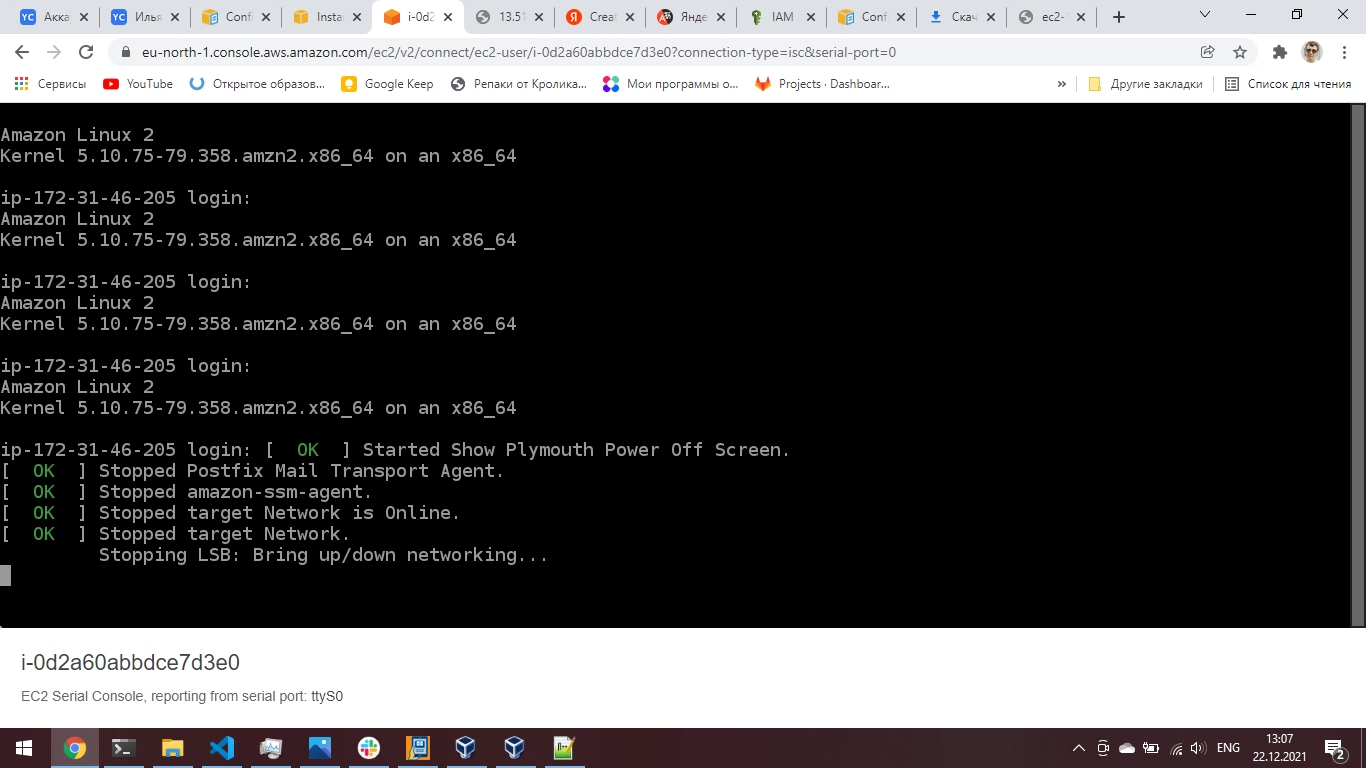 Акка
Илья
Confi
Instan
i-0d2
13.51
Creat
Янде
IAM
Conf
Скач
ec2-
eu-north-1.console.aws.amazon.com/ec2/v2/connect/ec2-user/i-0d2a60abbdce7d3e0?connection-type=isc&serial-port=0
Сервисы
YouTube
Открытое образов...
Google Keep
Репаки от Кролика...
Мои программы о...
Projects · Dashboar...
»
Другие закладки
Список для чтения
Amazon Linux 2
Kernel 5.10.75-79.358.amzn2.x86_64 on an x86_64
ip-172-31-46-205 login:
Amazon Linux 2
Kernel 5.10.75-79.358.amzn2.x86_64 on an x86_64
ip-172-31-46-205 login:
Amazon Linux 2
Kernel 5.10.75-79.358.amzn2.x86_64 on an x86_64
ip-172-31-46-205 login:
Amazon Linux 2
Kernel 5.10.75-79.358.amzn2.x86_64 on an x86_64
ip-172-31-46-205 login: [  OK  ] Started Show Plymouth Power Off Screen.
[  OK  ] Stopped Postfix Mail Transport Agent.
[  OK  ] Stopped amazon-ssm-agent.
[  OK  ] Stopped target Network is Online.
[  OK  ] Stopped target Network.
Stopping LSB: Bring up/down networking...
i-0d2a60abbdce7d3e0
EC2 Serial Console, reporting from serial port: ttyS0
ENG
13:07
22.12.2021
2